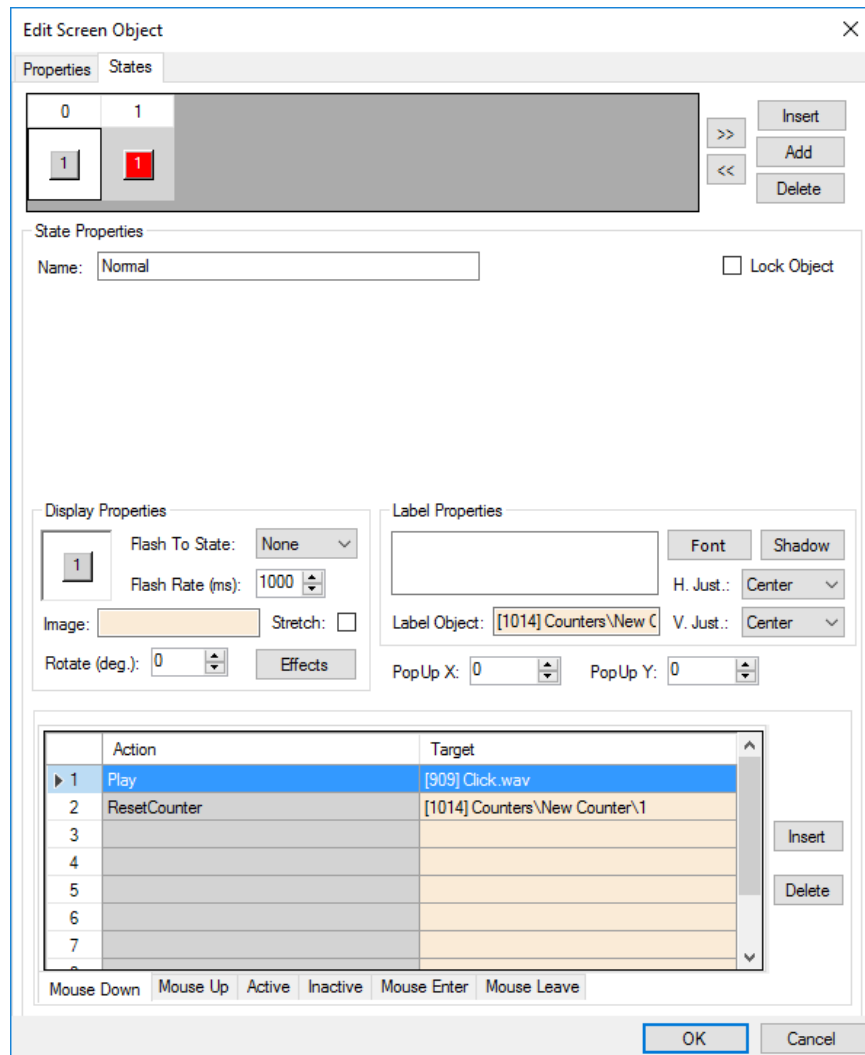 Edit Screen Object
Properties States
0 1
1 1
>>
<<
Insert
Add
Delete
State Properties
Name: Normal
Lock Object
Display Properties
1
Flash To State: None
Flash Rate (ms): 1000
Image:
Stretch:
Rotate (deg.): 0
Effects
Label Properties
Font Shadow
H. Just.: Center
Label Object: [1014] Counters\New C
V. Just.: Center
PopUp X: 0 PopUp Y: 0
Action Target
1 Play [909] Click.wav
2 ResetCounter [1014] Counters\New Counter\1
3
4
5
6
7
Insert
Delete
Mouse Down Mouse Up Active Inactive Mouse Enter Mouse Leave
OK Cancel